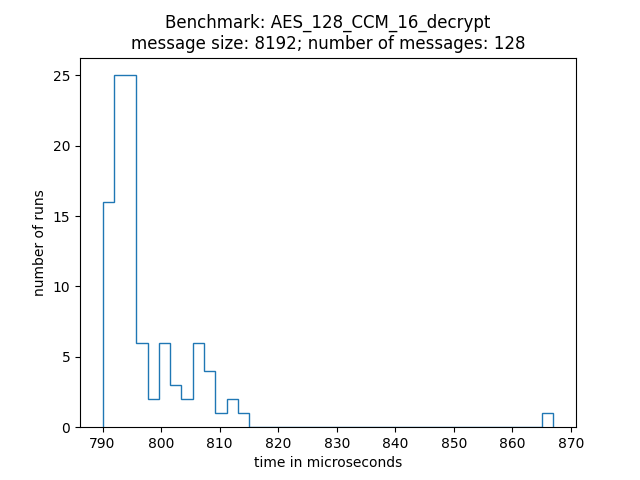 Benchmark: AES_128_CCM_16_decrypt
message size: 8192; number of messages: 128
number of runs
25
20
15
10
5
0
790 800 810 820 830 840 850 860 870
time in microseconds